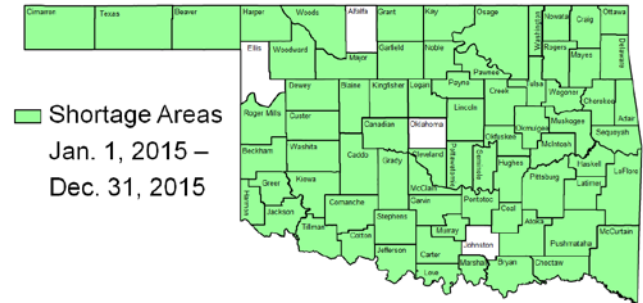 Cimarron Texas Beaver Harper Woods Alfalfa Grant Kay Osage Washington Nowata Craig Ottawa
Ellis Woodward Major Garfield Noble Pawnee Rogers Mayes Delaware
Dewey Blaine Kingfisher Logan Payne Creek Tulsa Wagoner Cherokee Adair
Shortage Areas
Roger Mills Custer Canadian Oklahoma Lincoln Okfuskee Okmulgee Muskogee Sequoyah
Jan. 1, 2015 –
Beckham Washita Caddo Grady Cleveland Pottawatomie Seminole Hughes McIntosh Haskell LeFlore
Dec. 31, 2015
Greer Kiowa McClain Pittsburg Latimer
Harmon Jackson Comanche Stephens Garvin Pontotoc Coal Atoka Pushmataha McCurtain
Tillman Cotton Jefferson Carter Murray Johnston
Love Marshall Bryan Choctaw